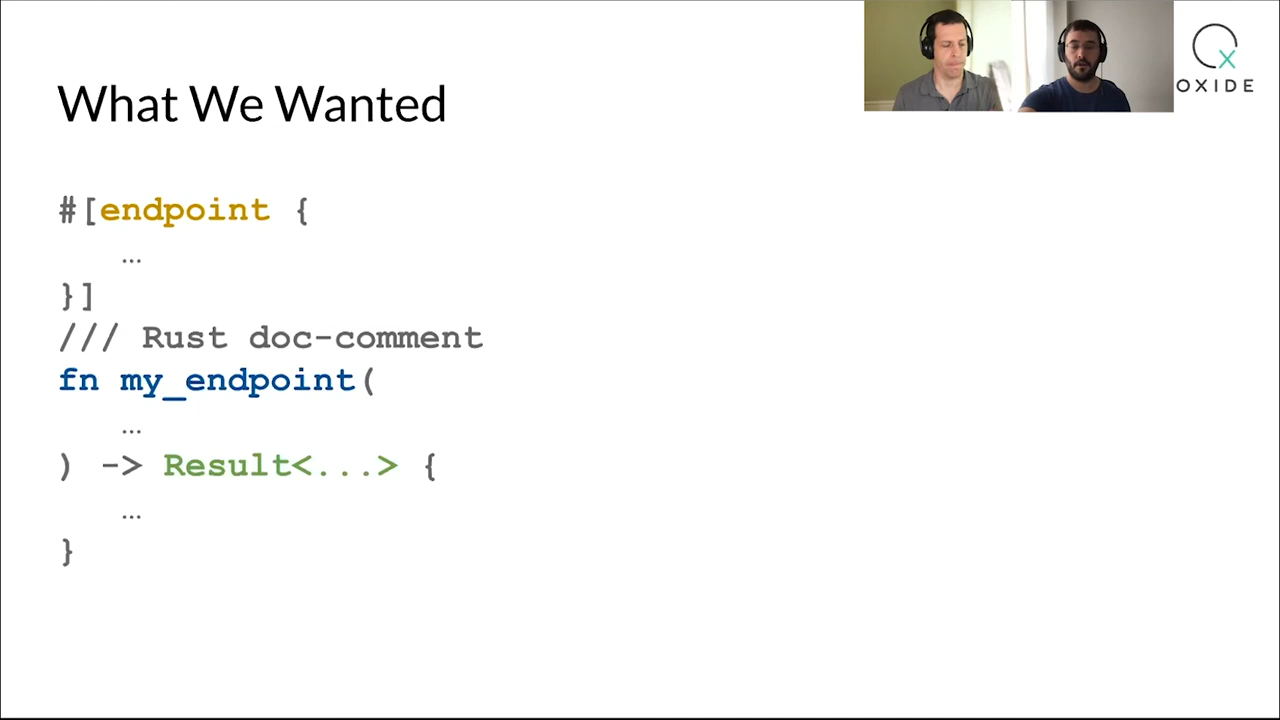 What We Wanted
#[endpoint {
…
}]
/// Rust doc-comment
fn my_endpoint(
…
) -> Result<...> {
…
}
OXIDE